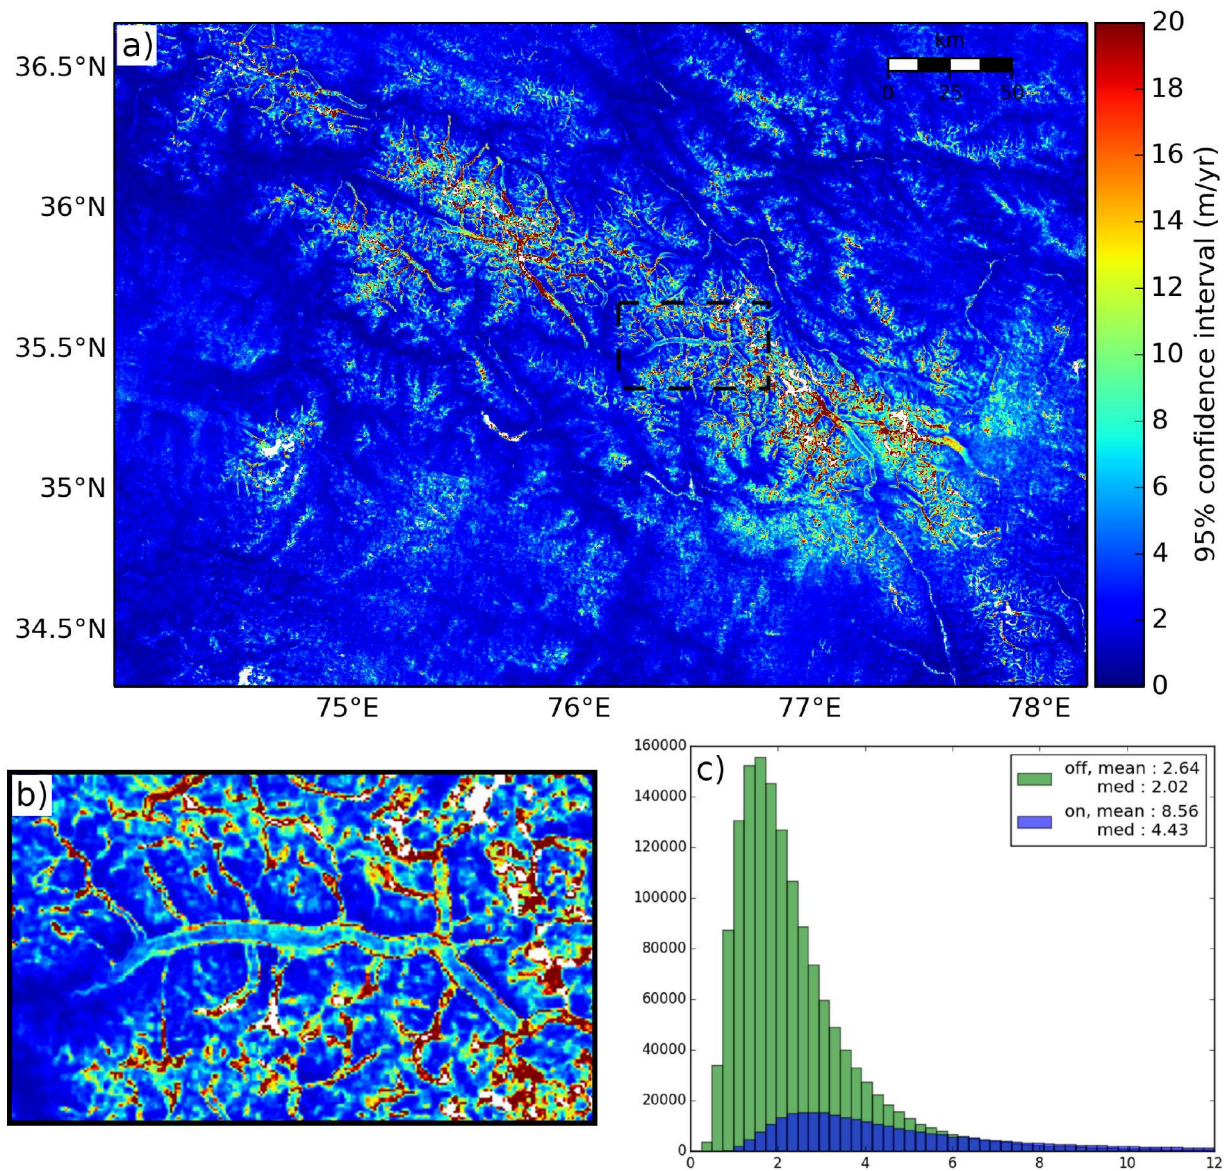 a)
36.5°N
36°N
35.5°N
35°N
34.5°N
75°E
76°E
77°E
78°E
km
0 25 50
20
18
16
14
12
10
8
6
4
2
0
95% confidence interval (m/yr)
b)
c)
160000
140000
120000
100000
80000
60000
40000
20000
0
0 2 4 6 8 10 12
off, mean : 2.64
med : 2.02
on, mean : 8.56
med : 4.43